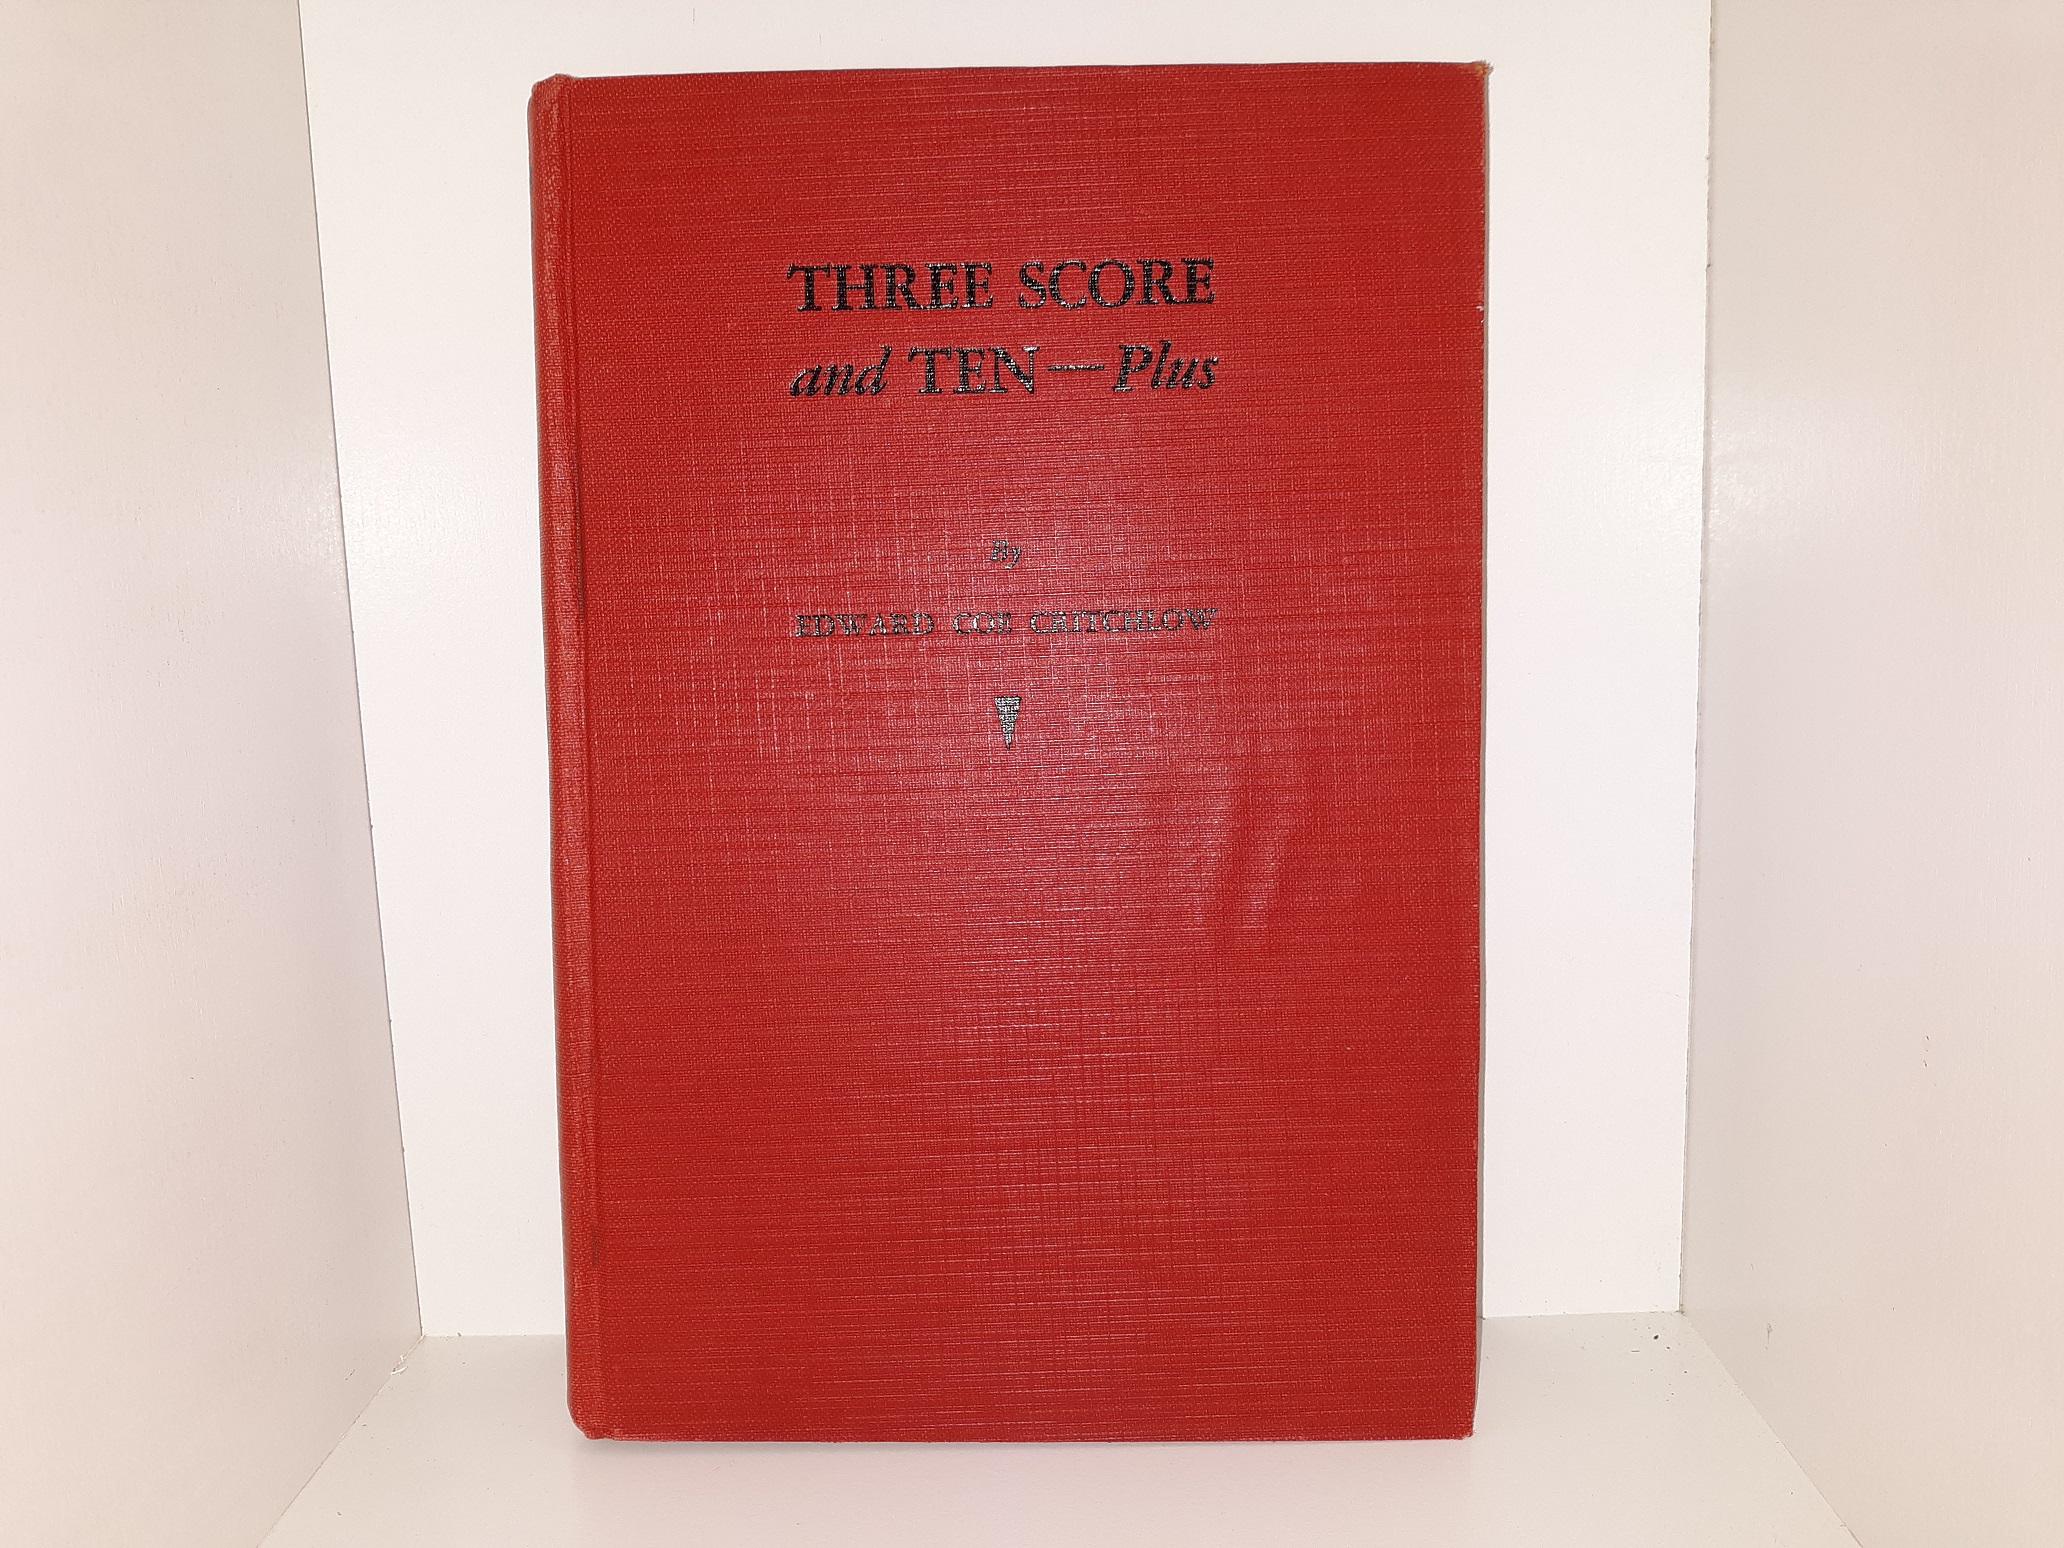 THREE SCORE
and TEN — Plus
By
EDWARD COE CRITCHLOW